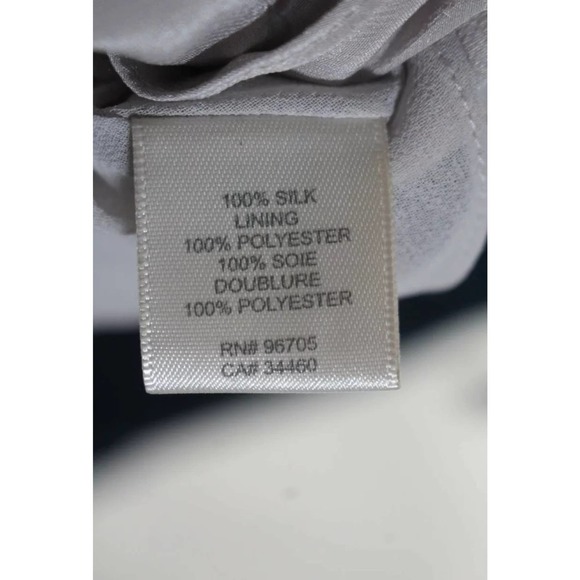 100% SILK
LINING
100% POLYESTER
100% SOIE
DOUBLURE
100% POLYESTER
RN# 96705
CA# 34460